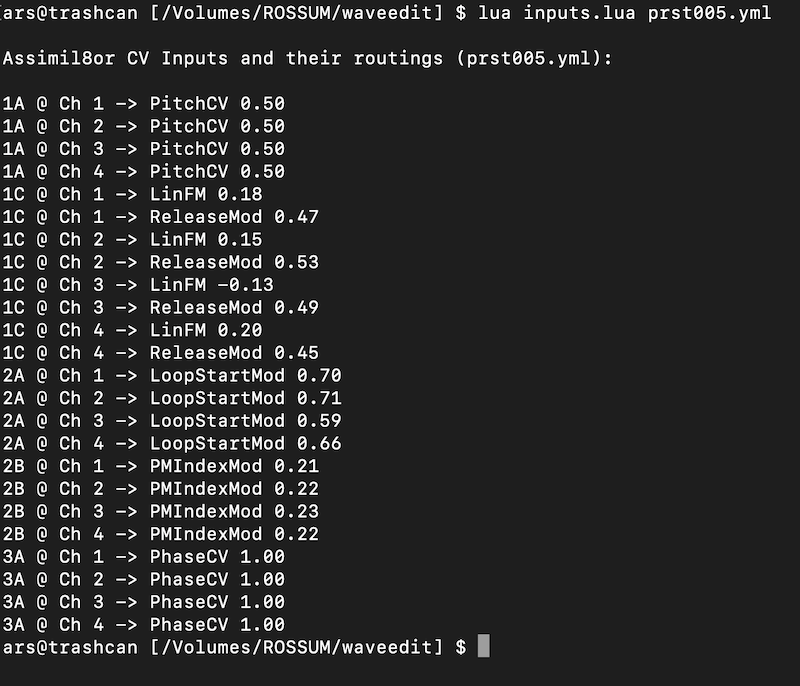 ars@trashcan [/Volumes/ROSSUM/waveedit] $ lua inputs.lua prst005.yml
Assimil8or CV Inputs and their routings (prst005.yml):
1A @ Ch 1 -> PitchCV 0.50
1A @ Ch 2 -> PitchCV 0.50
1A @ Ch 3 -> PitchCV 0.50
1A @ Ch 4 -> PitchCV 0.50
1C @ Ch 1 -> LinFM 0.18
1C @ Ch 1 -> ReleaseMod 0.47
1C @ Ch 2 -> LinFM 0.15
1C @ Ch 2 -> ReleaseMod 0.53
1C @ Ch 3 -> LinFM -0.13
1C @ Ch 3 -> ReleaseMod 0.49
1C @ Ch 4 -> LinFM 0.20
1C @ Ch 4 -> ReleaseMod 0.45
2A @ Ch 1 -> LoopStartMod 0.70
2A @ Ch 2 -> LoopStartMod 0.71
2A @ Ch 3 -> LoopStartMod 0.59
2A @ Ch 4 -> LoopStartMod 0.66
2B @ Ch 1 -> PMIndexMod 0.21
2B @ Ch 2 -> PMIndexMod 0.22
2B @ Ch 3 -> PMIndexMod 0.23
2B @ Ch 4 -> PMIndexMod 0.22
3A @ Ch 1 -> PhaseCV 1.00
3A @ Ch 2 -> PhaseCV 1.00
3A @ Ch 3 -> PhaseCV 1.00
3A @ Ch 4 -> PhaseCV 1.00
ars@trashcan [/Volumes/ROSSUM/waveedit] $